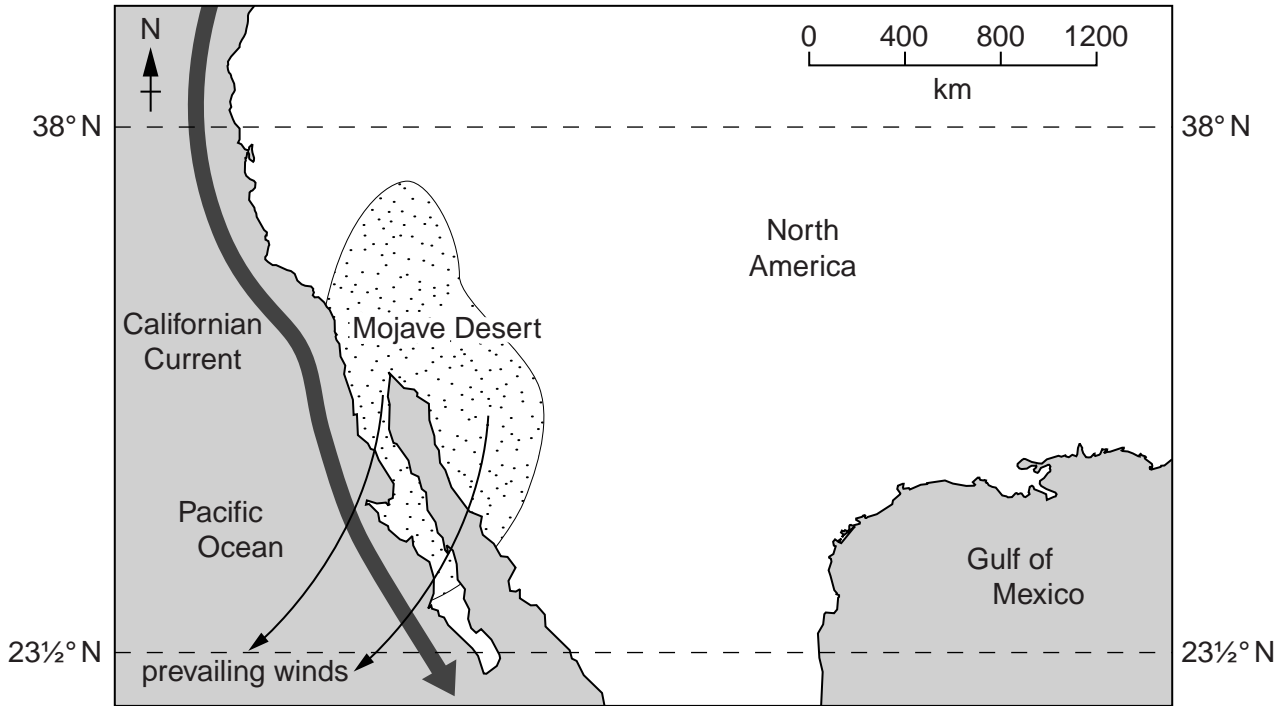 N
0 400 800 1200
km
38° N
38° N
North
America
Californian
Current
Mojave Desert
Pacific
Ocean
Gulf of
Mexico
23½° N
23½° N
prevailing winds